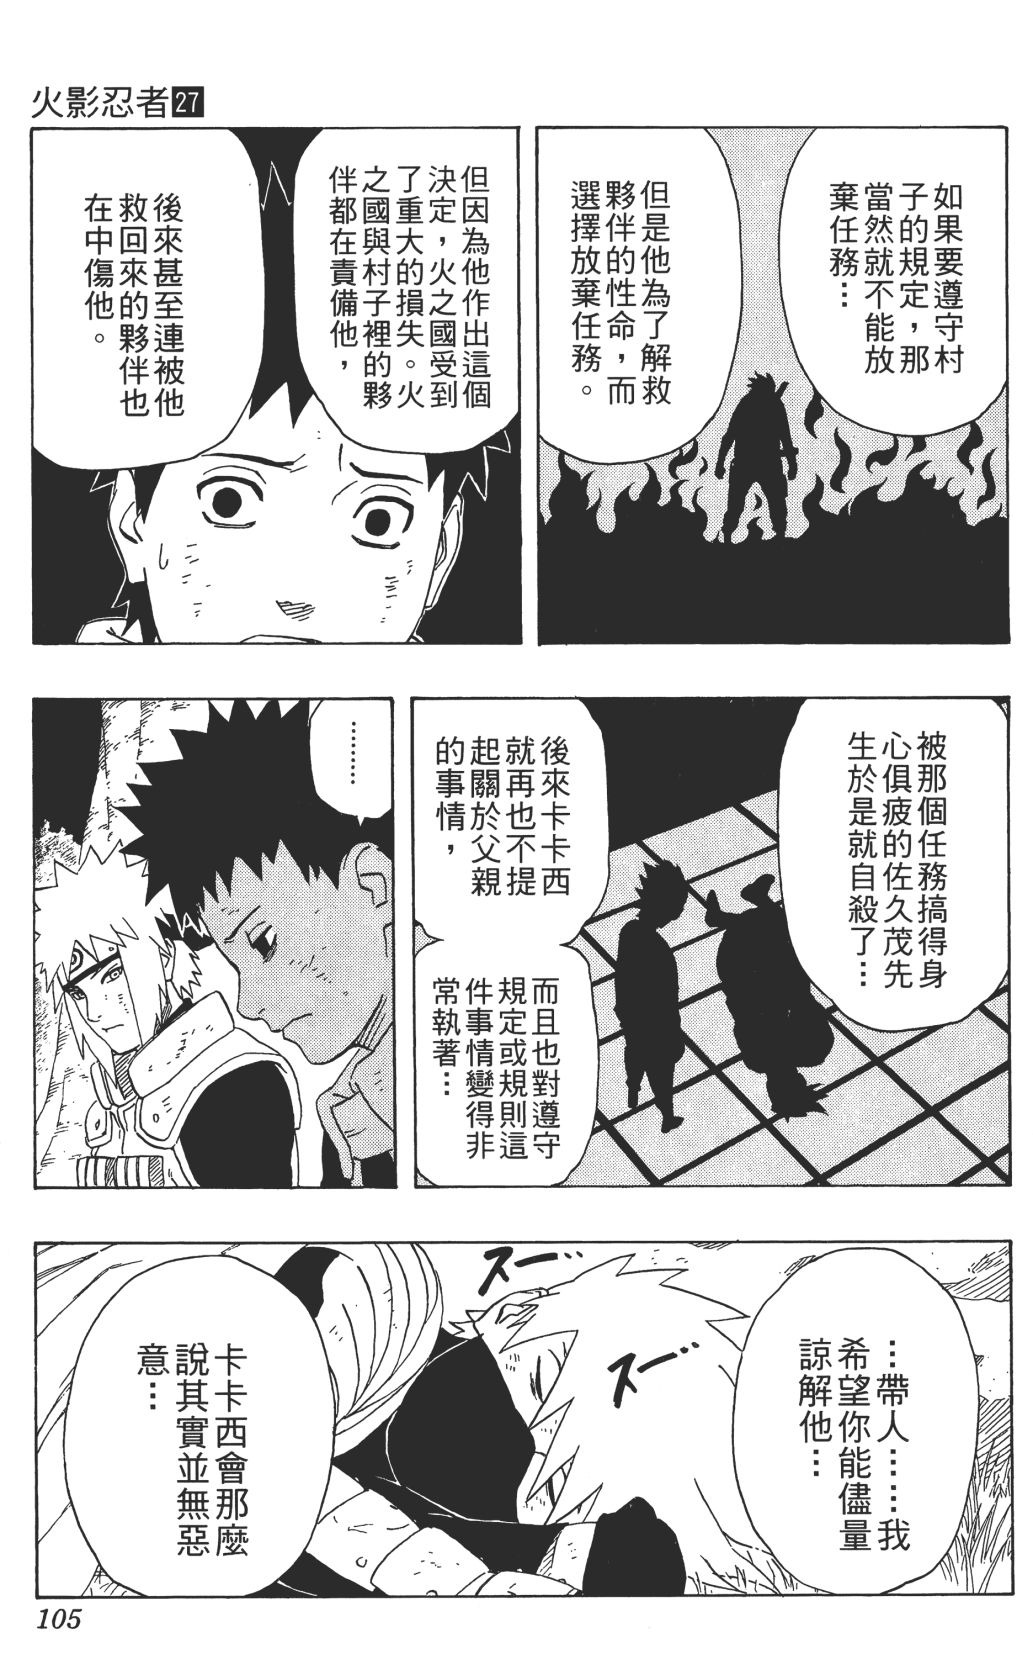 火影忍者27
如果要遵守村
子的規定，那
當然就不能放
棄任務…
但是他為了解救
夥伴的性命，而
選擇放棄任務。
但因為他作出這個
決定，火之國受到
了重大的損失。火
之國與村子裡的夥
伴都在責備他，
後來甚至連被他
救回來的夥伴也
在中傷他。
被那個任務搞得身
心俱疲的佐久茂先
生於是就自殺了…
後來卡卡西
就再也不提
起關於父親
的事情，
而且也對遵守
規定或規則這
件事情變得非
常執著…
………
…帶人……我
希望你能儘量
諒解他…
スー…
スー…
卡卡西會那麼
說其實並無惡
意…
105